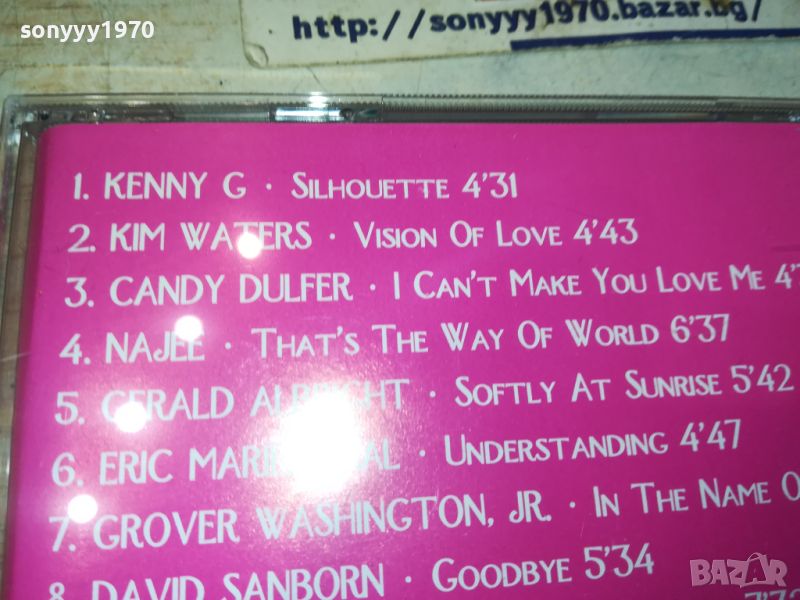 sonyyy1970
http://sonyyy1970.bazar.bg/
1. KENNY G · SILHOUETTE 4'31
2. KIM WATERS · VISION OF LOVE 4'43
3. CANDY DULFER · I CAN'T MAKE YOU LOVE ME
4. NAJEE · THAT'S THE WAY OF WORLD 6'37
5. GERALD ALBRIGHT · SOFTLY AT SUNRISE 5'42
6. ERIC · UNDERSTANDING 4'47
7. GROVER WASHINGTON, JR. · IN THE NAME
8. DAVID SANBORN · GOODBYE 5'34
BAZAR